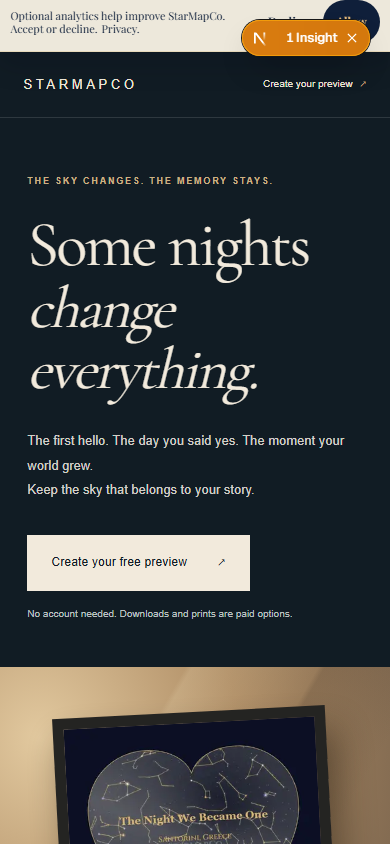 Optional analytics help improve StarMapCo.
Accept or decline. Privacy.
1 Insight
STARMAPCO
Create your preview ↗
THE SKY CHANGES. THE MEMORY STAYS.
Some nights
change
everything.
The first hello. The day you said yes. The moment your
world grew.
Keep the sky that belongs to your story.
Create your free preview ↗
No account needed. Downloads and prints are paid options.
The Night We Became One
SANTORINI, GREECE